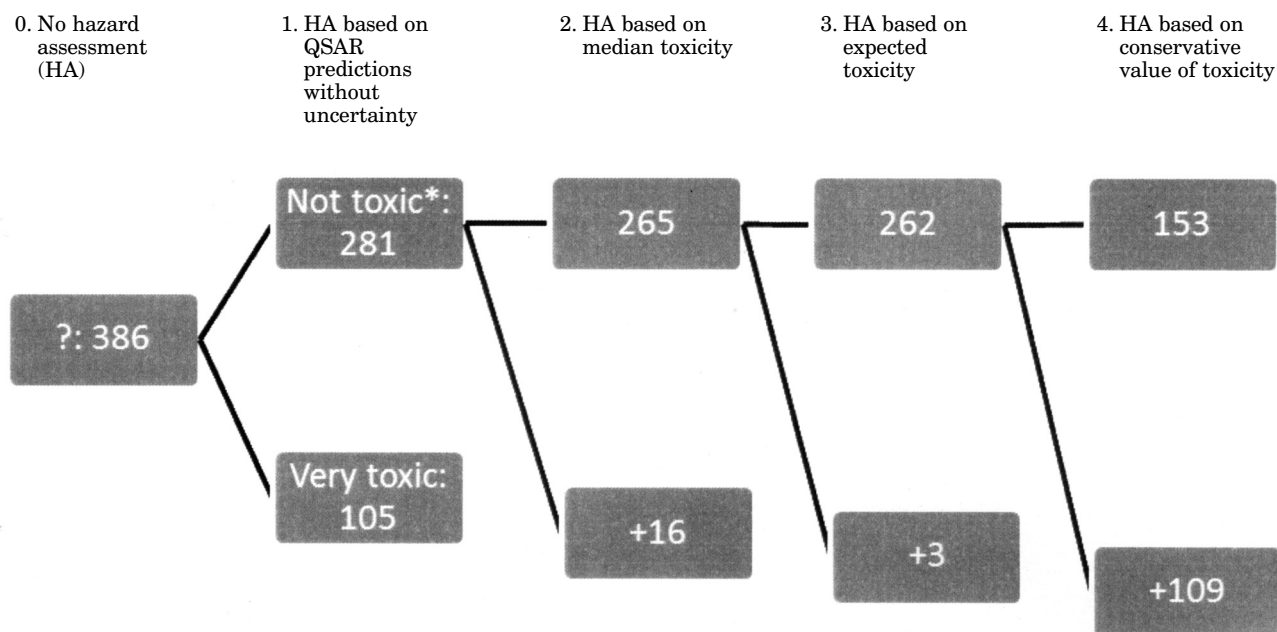 0. No hazard
assessment
(HA)
1. HA based on
QSAR
predictions
without
uncertainty
2. HA based on
median toxicity
3. HA based on
expected
toxicity
4. HA based on
conservative
value of toxicity
Not toxic*:
281
265
262
153
?: 386
Very toxic:
105
+16
+3
+109